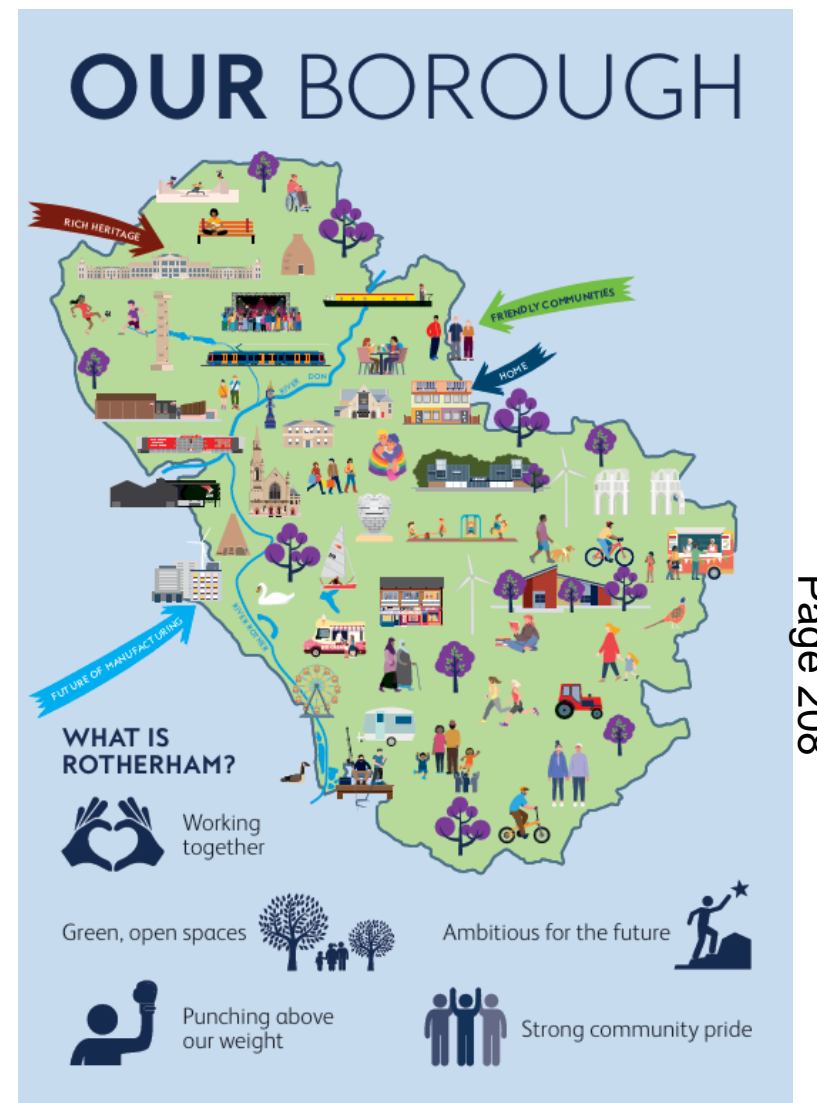 OUR BOROUGH
RICH HERITAGE
FRIENDLY COMMUNITIES
HOME
RIVER DON
RIVER ROTHER
FUTURE OF MANUFACTURING
WHAT IS
ROTHERHAM?
Working
together
Green, open spaces
Ambitious for the future
Punching above
our weight
Strong community pride
Page 208